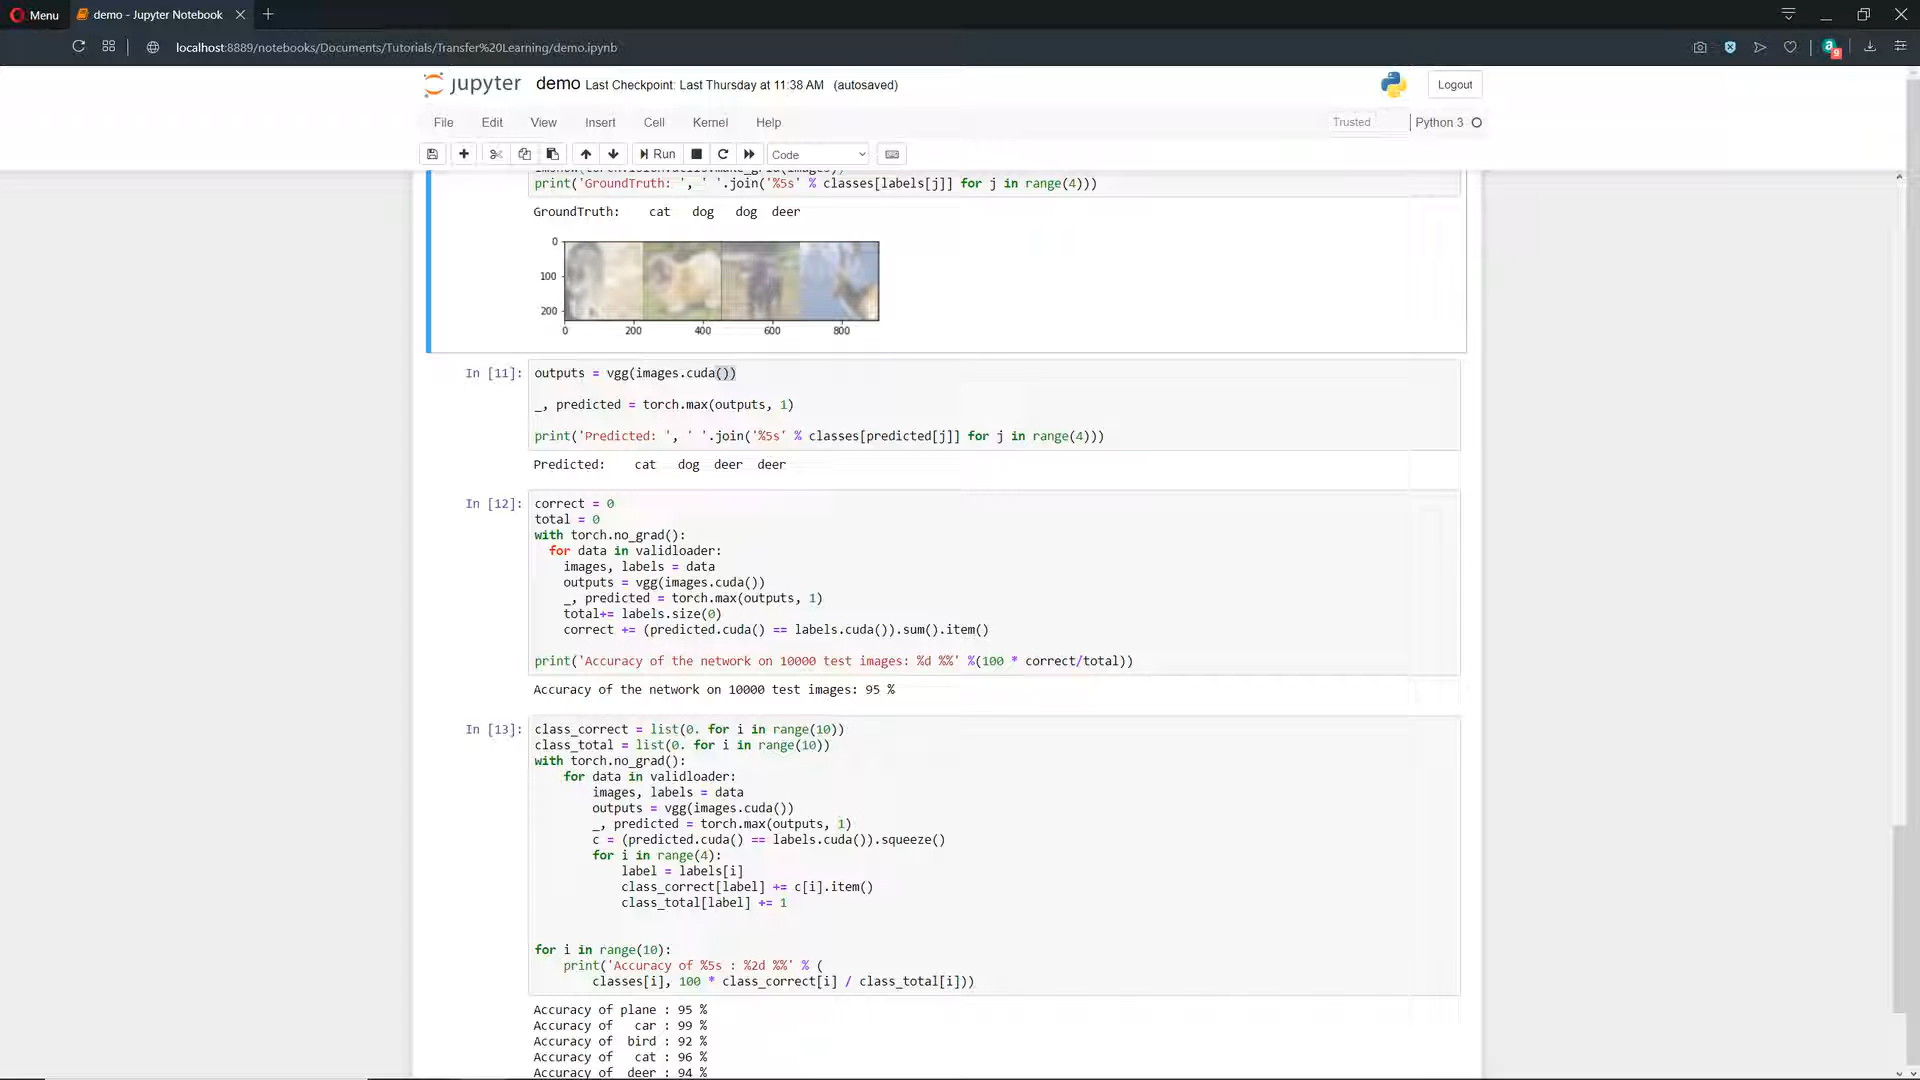 Menu
demo - Jupyter Notebook
localhost:8889/notebooks/Documents/Tutorials/Transfer%20Learning/demo.ipynb
9
jupyter demo Last Checkpoint: Last Thursday at 11:38 AM (autosaved)
Logout
File Edit View Insert Cell Kernel Help
Trusted Python 3
Run Code
print('GroundTruth: ', ' '.join('%5s' % classes[labels[j]] for j in range(4)))
GroundTruth:    cat   dog   dog  deer
0
100
200
0 200 400 600 800
In [11]: outputs = vgg(images.cuda())
_, predicted = torch.max(outputs, 1)
print('Predicted: ', ' '.join('%5s' % classes[predicted[j]] for j in range(4)))
Predicted:    cat   dog  deer  deer
In [12]: correct = 0
total = 0
with torch.no_grad():
  for data in validloader:
    images, labels = data
    outputs = vgg(images.cuda())
    _, predicted = torch.max(outputs, 1)
    total+= labels.size(0)
    correct += (predicted.cuda() == labels.cuda()).sum().item()
print('Accuracy of the network on 10000 test images: %d %%' %(100 * correct/total))
Accuracy of the network on 10000 test images: 95 %
In [13]: class_correct = list(0. for i in range(10))
class_total = list(0. for i in range(10))
with torch.no_grad():
    for data in validloader:
        images, labels = data
        outputs = vgg(images.cuda())
        _, predicted = torch.max(outputs, 1)
        c = (predicted.cuda() == labels.cuda()).squeeze()
        for i in range(4):
            label = labels[i]
            class_correct[label] += c[i].item()
            class_total[label] += 1
for i in range(10):
    print('Accuracy of %5s : %2d %%' % (
        classes[i], 100 * class_correct[i] / class_total[i]))
Accuracy of plane : 95 %
Accuracy of   car : 99 %
Accuracy of  bird : 92 %
Accuracy of   cat : 96 %
Accuracy of  deer : 94 %